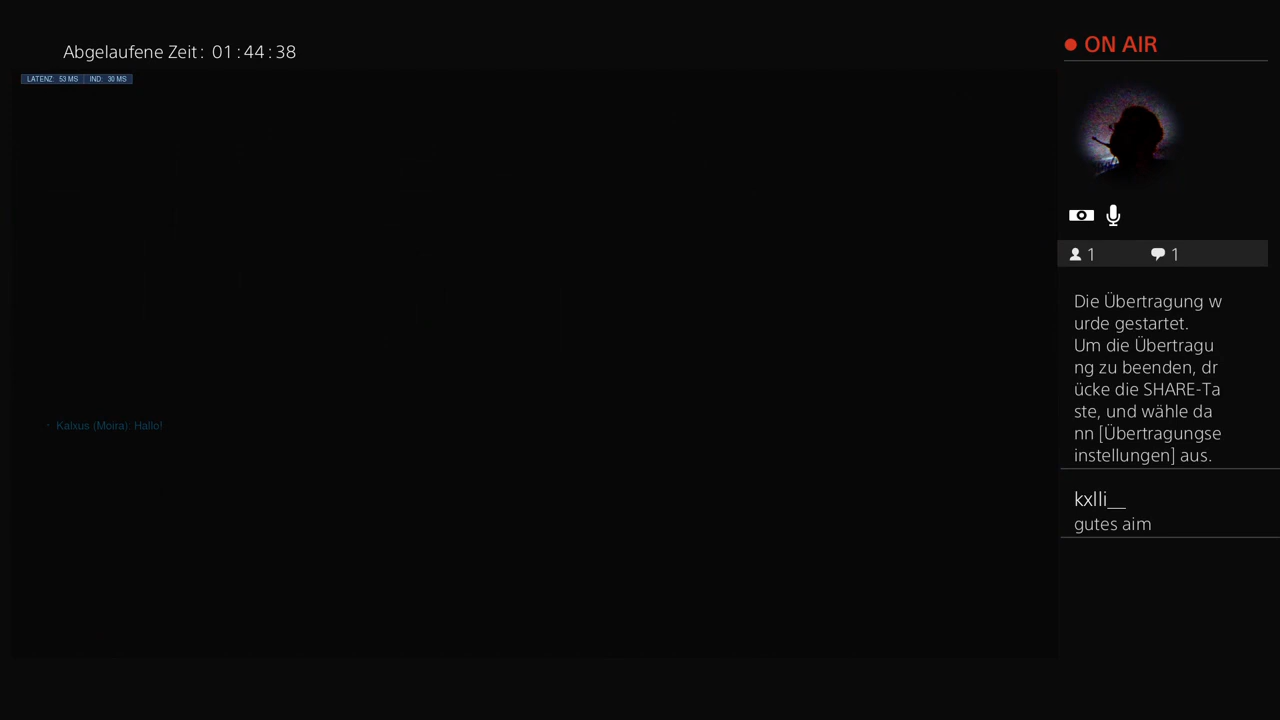 Abgelaufene Zeit: 01:44:38
ON AIR
LATENZ: 53 MS IND: 30 MS
1 1
Die Übertragung w
urde gestartet.
Um die Übertragu
ng zu beenden, dr
ücke die SHARE-Ta
ste, und wähle da
nn [Übertragungse
instellungen] aus.
Kalxus (Moira): Hallo!
kxlli__
gutes aim